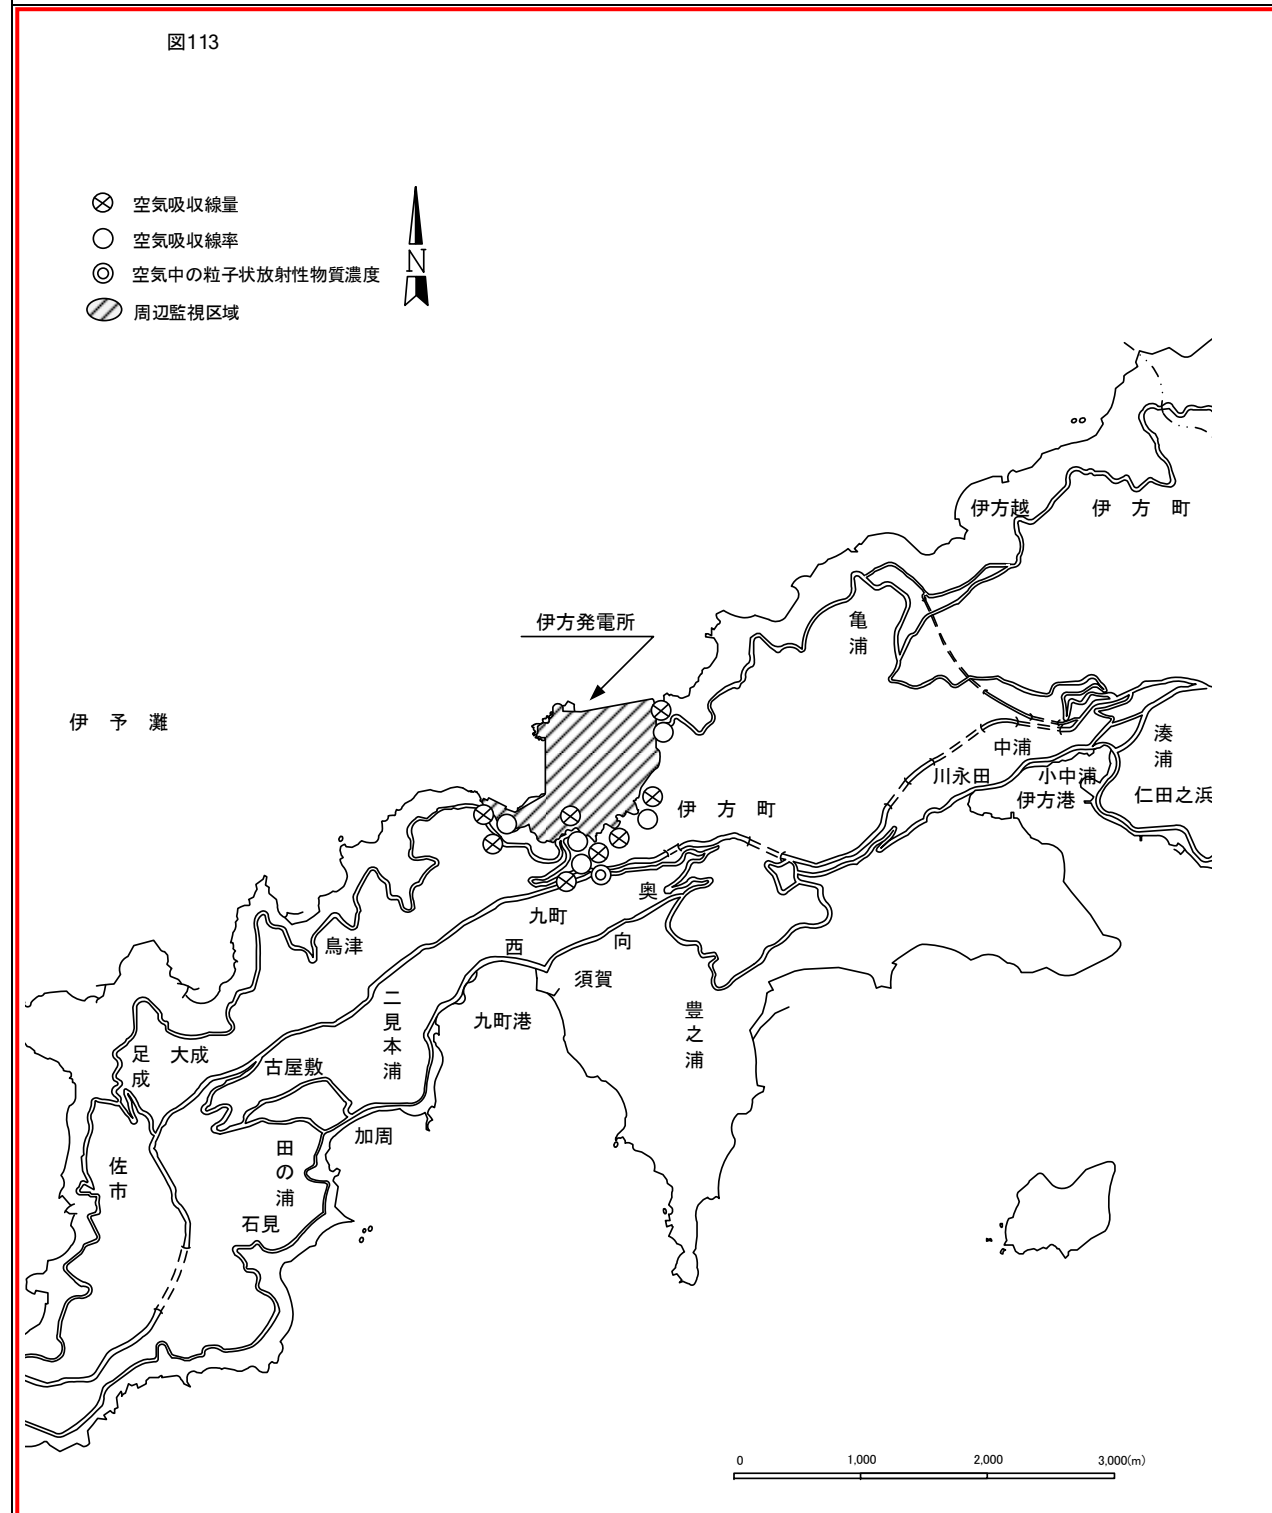 図113
空気吸収線量
空気吸収線率
空気中の粒子状放射性物質濃度
周辺監視区域
N
伊方越
伊方町
伊方発電所
亀浦
伊予灘
中浦
湊浦
川永田
小中浦
伊方港
仁田之浜
伊方町
奥
九町
鳥津
西
向
須賀
二見本浦
九町港
豊之浦
足成
大成
古屋敷
加周
田の浦
佐市
石見
0 1,000 2,000 3,000(m)